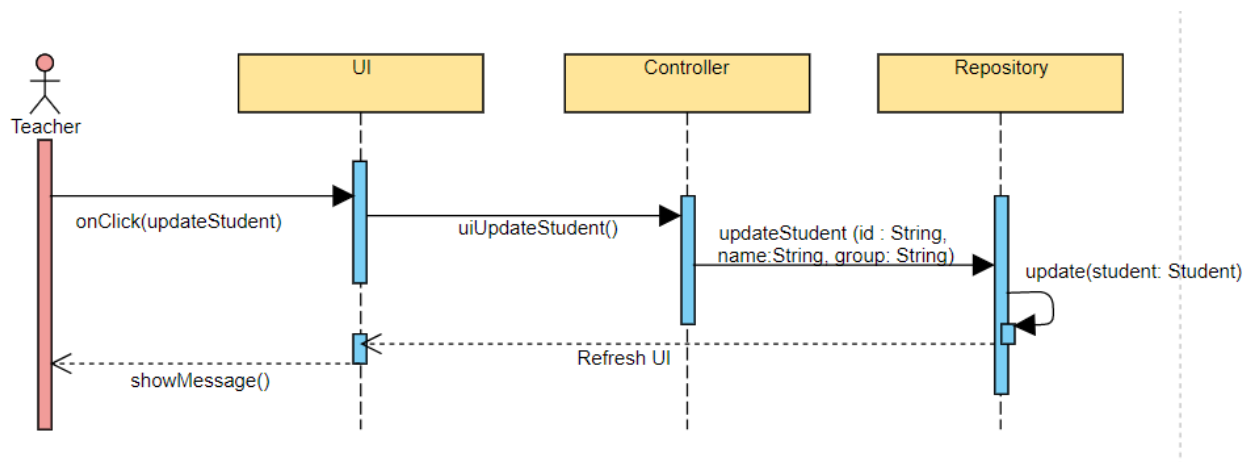 UI
Controller
Repository
Teacher
onClick(updateStudent)
uiUpdateStudent()
updateStudent (id : String,
name:String, group: String)
update(student: Student)
Refresh UI
showMessage()